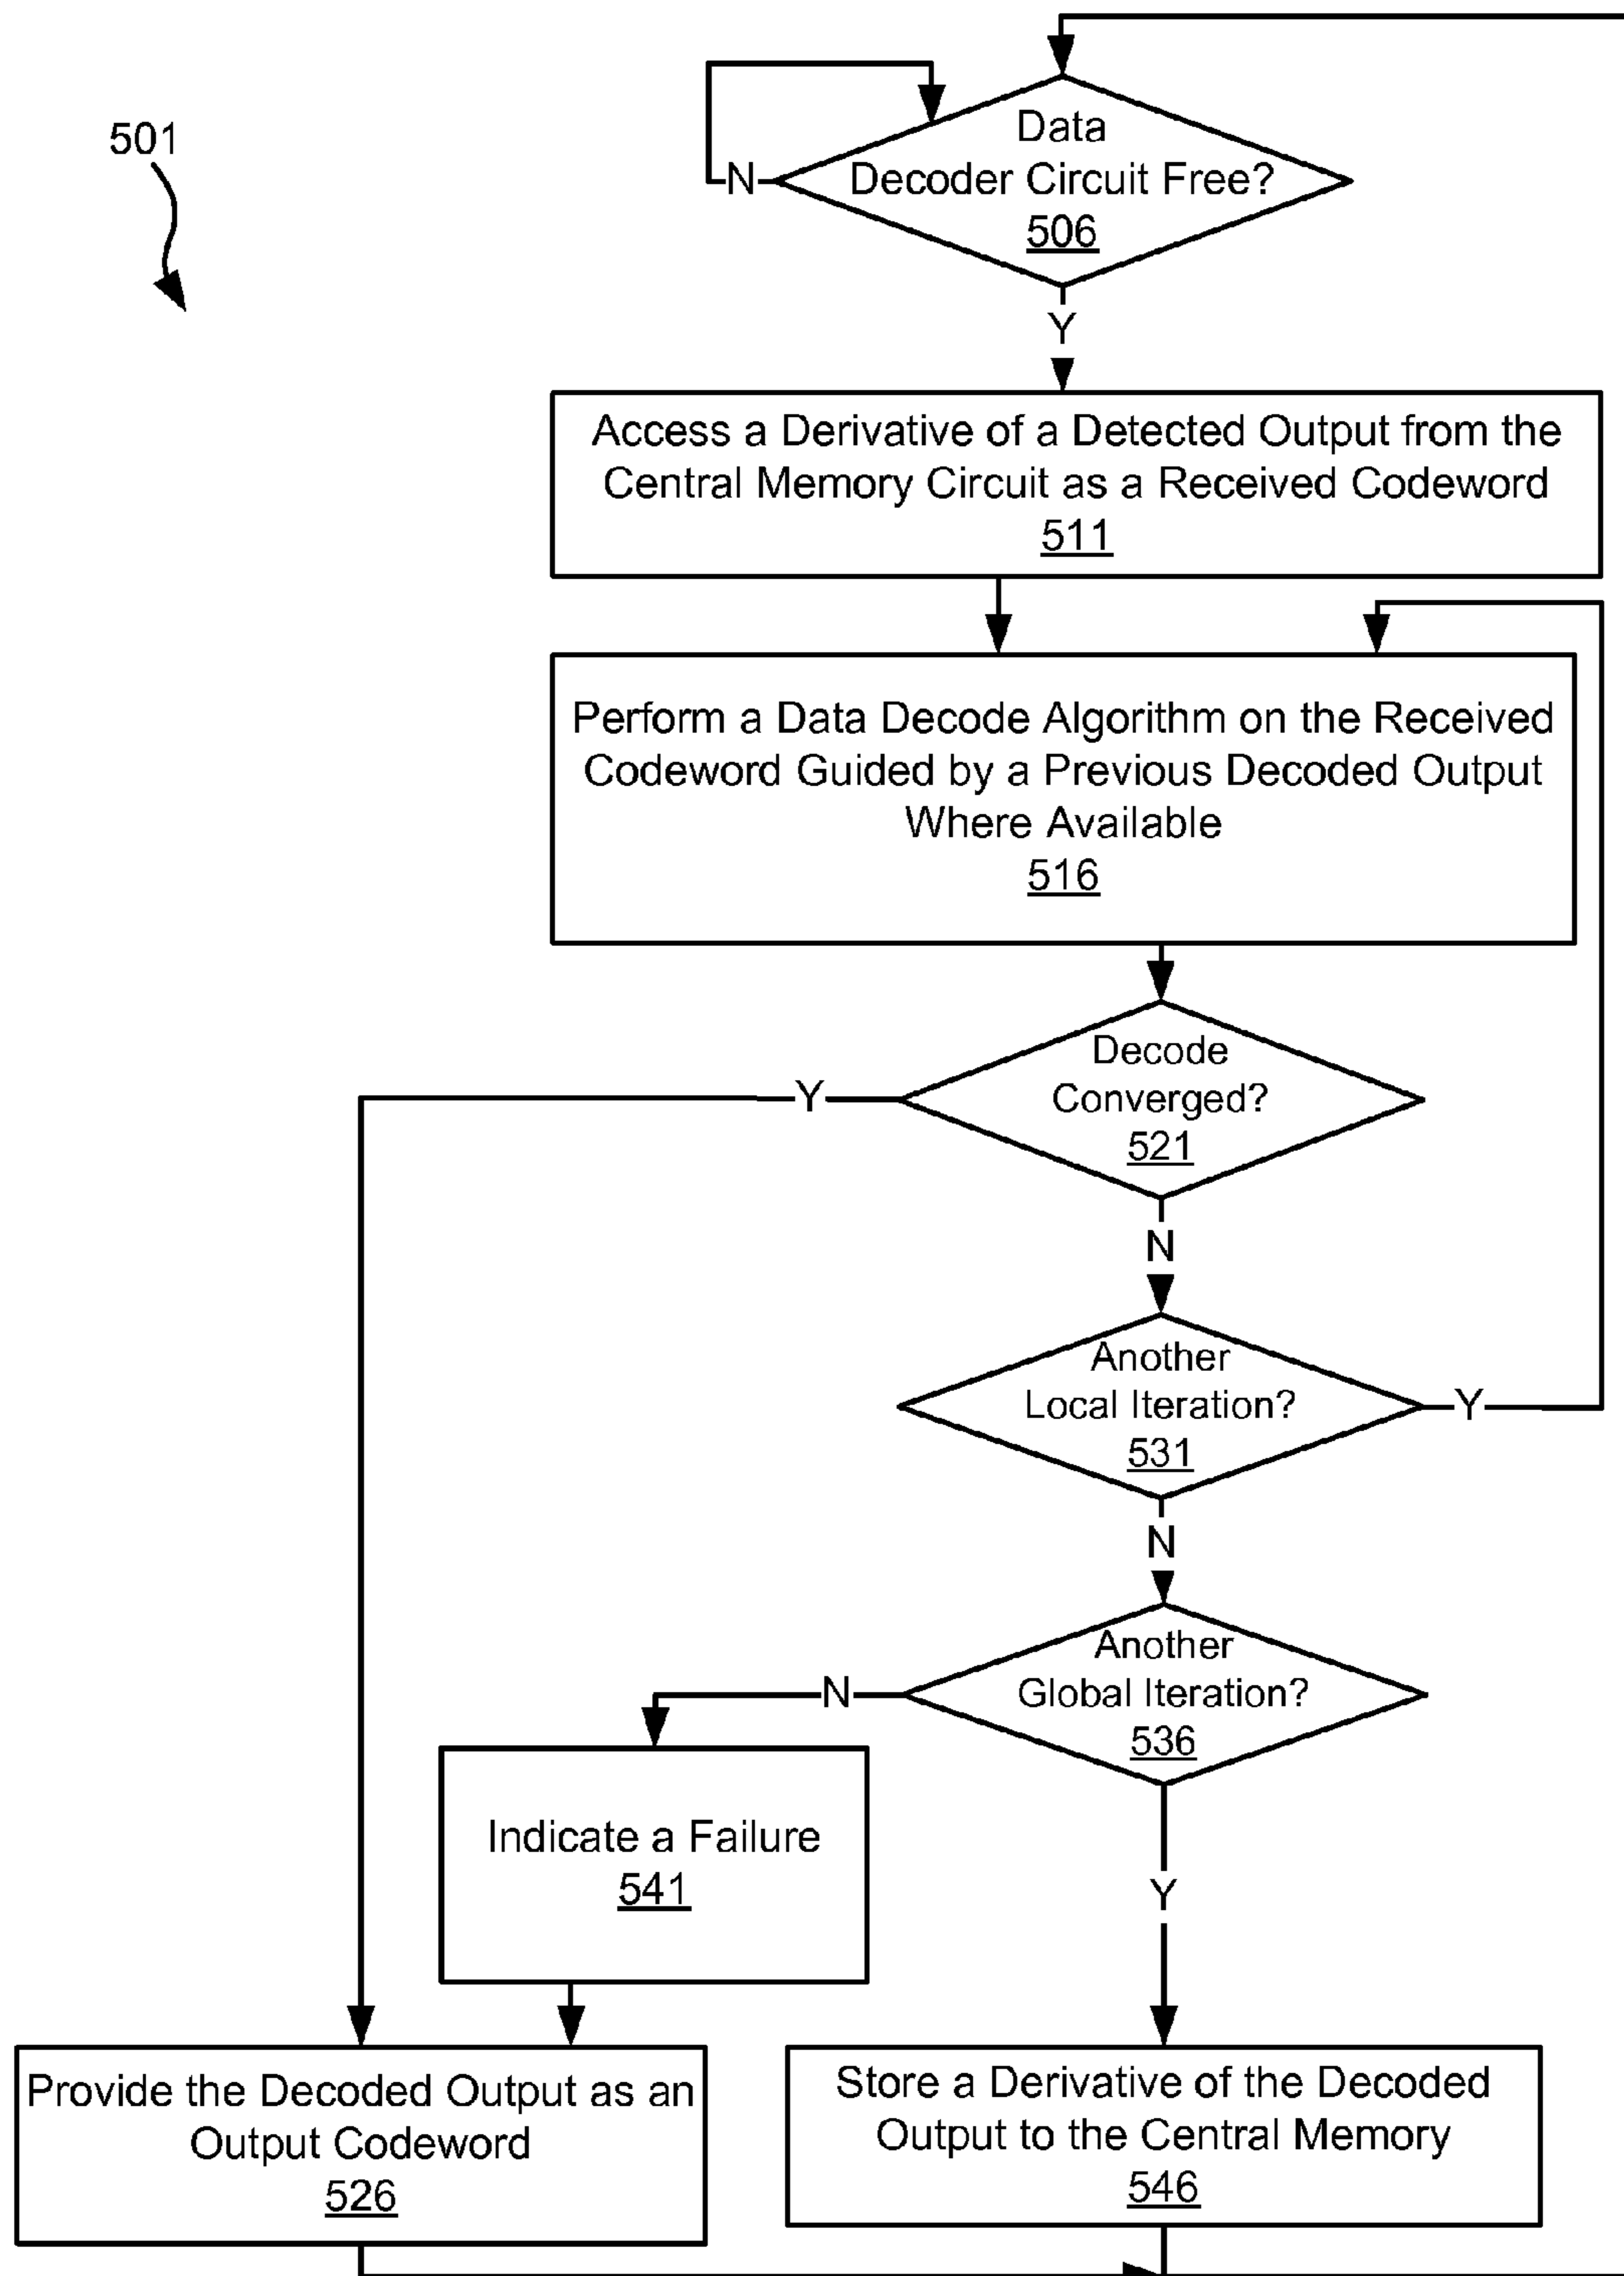 501
Data
Decoder Circuit Free?
506
N
Y
Access a Derivative of a Detected Output from the
Central Memory Circuit as a Received Codeword
511
Perform a Data Decode Algorithm on the Received
Codeword Guided by a Previous Decoded Output
Where Available
516
Decode
Converged?
521
Y
N
Another
Local Iteration?
531
Y
N
Another
Global Iteration?
536
N
Y
Indicate a Failure
541
Provide the Decoded Output as an
Output Codeword
526
Store a Derivative of the Decoded
Output to the Central Memory
546